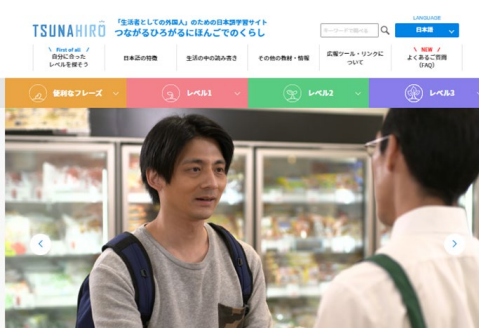 TSUNAHIRO
「生活者としての外国人」のための日本語学習サイト
つながるひろがるにほんごでのくらし
LANGUAGE
日本語
First of all
自分に合った
レベルを探そう
日本語の特徴
生活の中の読み書き
その他の教材・情報
広報ツール・リンクに
ついて
NEW
よくあるご質問
(FAQ)
便利なフレーズ
レベル1
レベル2
レベル3